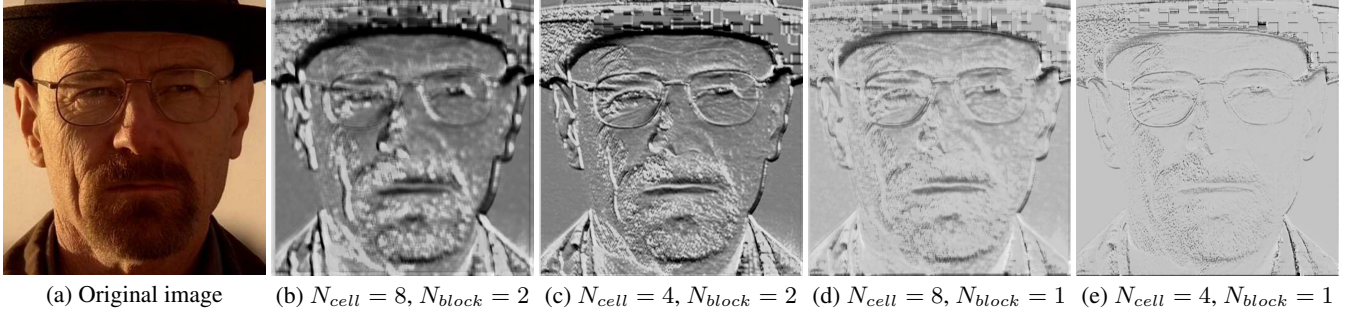 (a) Original image (b) N_cell = 8, N_block = 2 (c) N_cell = 4, N_block = 2 (d) N_cell = 8, N_block = 1 (e) N_cell = 4, N_block = 1